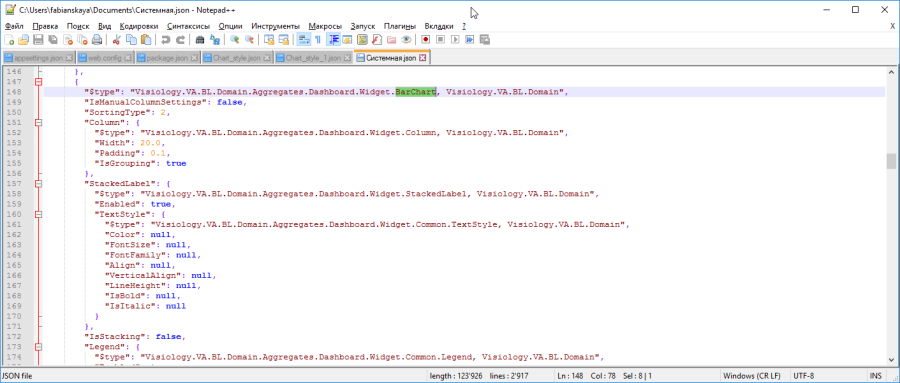 C:\Users\fabianskaya\Documents\Системная.json - Notepad++
Файл Правка Поиск Вид Кодировки Синтаксисы Опции Инструменты Макросы Запуск Плагины Вкладки ? X
appsettings.json web.config package.json Chart_style.json Chart_style_1.json Системная.json
146 },
147 {
148 "$type": "Visiology.VA.BL.Domain.Aggregates.Dashboard.Widget.BarChart, Visiology.VA.BL.Domain",
149 "IsManualColumnSettings": false,
150 "SortingType": 2,
151 "Column": {
152 "$type": "Visiology.VA.BL.Domain.Aggregates.Dashboard.Widget.Column, Visiology.VA.BL.Domain",
153 "Width": 20.0,
154 "Padding": 0.1,
155 "IsGrouping": true
156 },
157 "StackedLabel": {
158 "$type": "Visiology.VA.BL.Domain.Aggregates.Dashboard.Widget.StackedLabel, Visiology.VA.BL.Domain",
159 "Enabled": true,
160 "TextStyle": {
161 "$type": "Visiology.VA.BL.Domain.Aggregates.Dashboard.Widget.Common.TextStyle, Visiology.VA.BL.Domain",
162 "Color": null,
163 "FontSize": null,
164 "FontFamily": null,
165 "Align": null,
166 "VerticalAlign": null,
167 "LineHeight": null,
168 "IsBold": null,
169 "IsItalic": null
170 }
171 },
172 "IsStacking": false,
173 "Legend": {
174 "$type": "Visiology.VA.BL.Domain.Aggregates.Dashboard.Widget.Common.Legend, Visiology.VA.BL.Domain",
JSON file length : 123'926 lines : 2'917 Ln : 148 Col : 78 Sel : 8 | 1 Windows (CR LF) UTF-8 INS